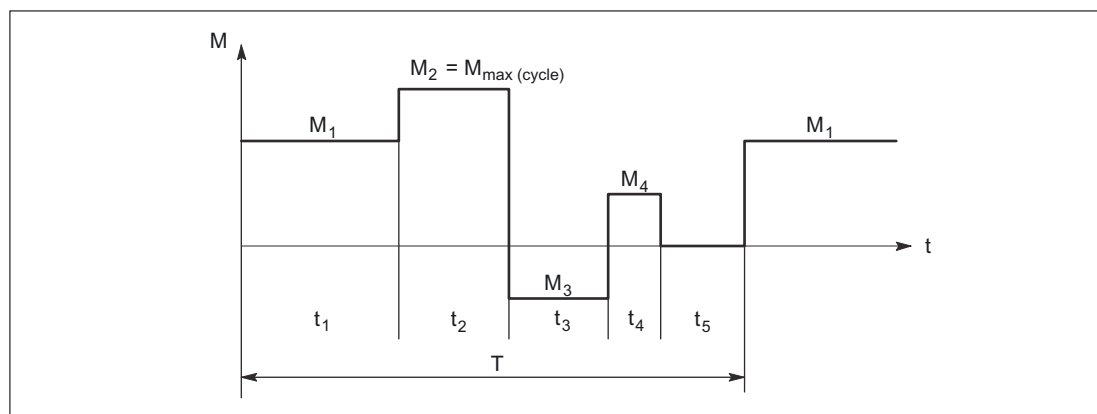 M
M₂ = Mmax (cycle)
M₁
M₁
M₄
t
M₃
t₁
t₂
t₃
t₄
t₅
T